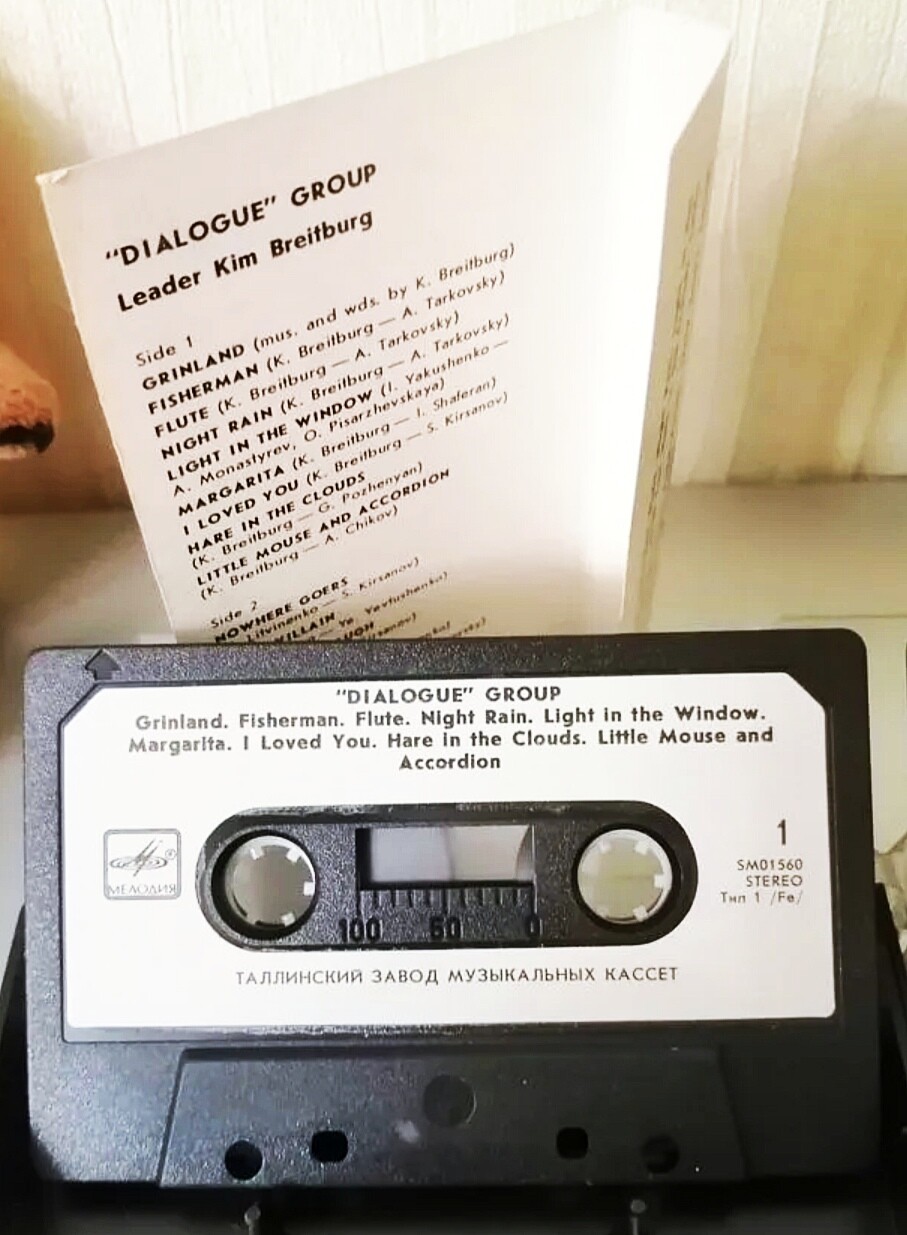 "DIALOGUE" GROUP
Leader Kim Breitburg
Side 1
GRINLAND (mus. and wds. by K. Breitburg)
FISHERMAN (K. Breitburg — A. Tarkovsky)
FLUTE (K. Breitburg — A. Tarkovsky)
NIGHT RAIN (K. Breitburg — A. Tarkovsky)
LIGHT IN THE WINDOW (I. Yakushenko —
A. Monastyrev, O. Pisarzhevskaya)
MARGARITA (K. Breitburg — I. Shaferan)
I LOVED YOU (K. Breitburg — S. Kirsanov)
HARE IN THE CLOUDS
(K. Breitburg — G. Pozhenyan)
LITTLE MOUSE AND ACCORDION
(K. Breitburg — A. Chikov)
Side 2
NOWHERE GOERS
Litvinenko — S. Kirsanov)
— Ye. Yevtushenko)
"DIALOGUE" GROUP
Grinland. Fisherman. Flute. Night Rain. Light in the Window.
Margarita. I Loved You. Hare in the Clouds. Little Mouse and
Accordion
МЕЛОДИЯ
1
SM01560
STEREO
Тип 1 /Fe/
100 50 0
ТАЛЛИНСКИЙ ЗАВОД МУЗЫКАЛЬНЫХ КАССЕТ